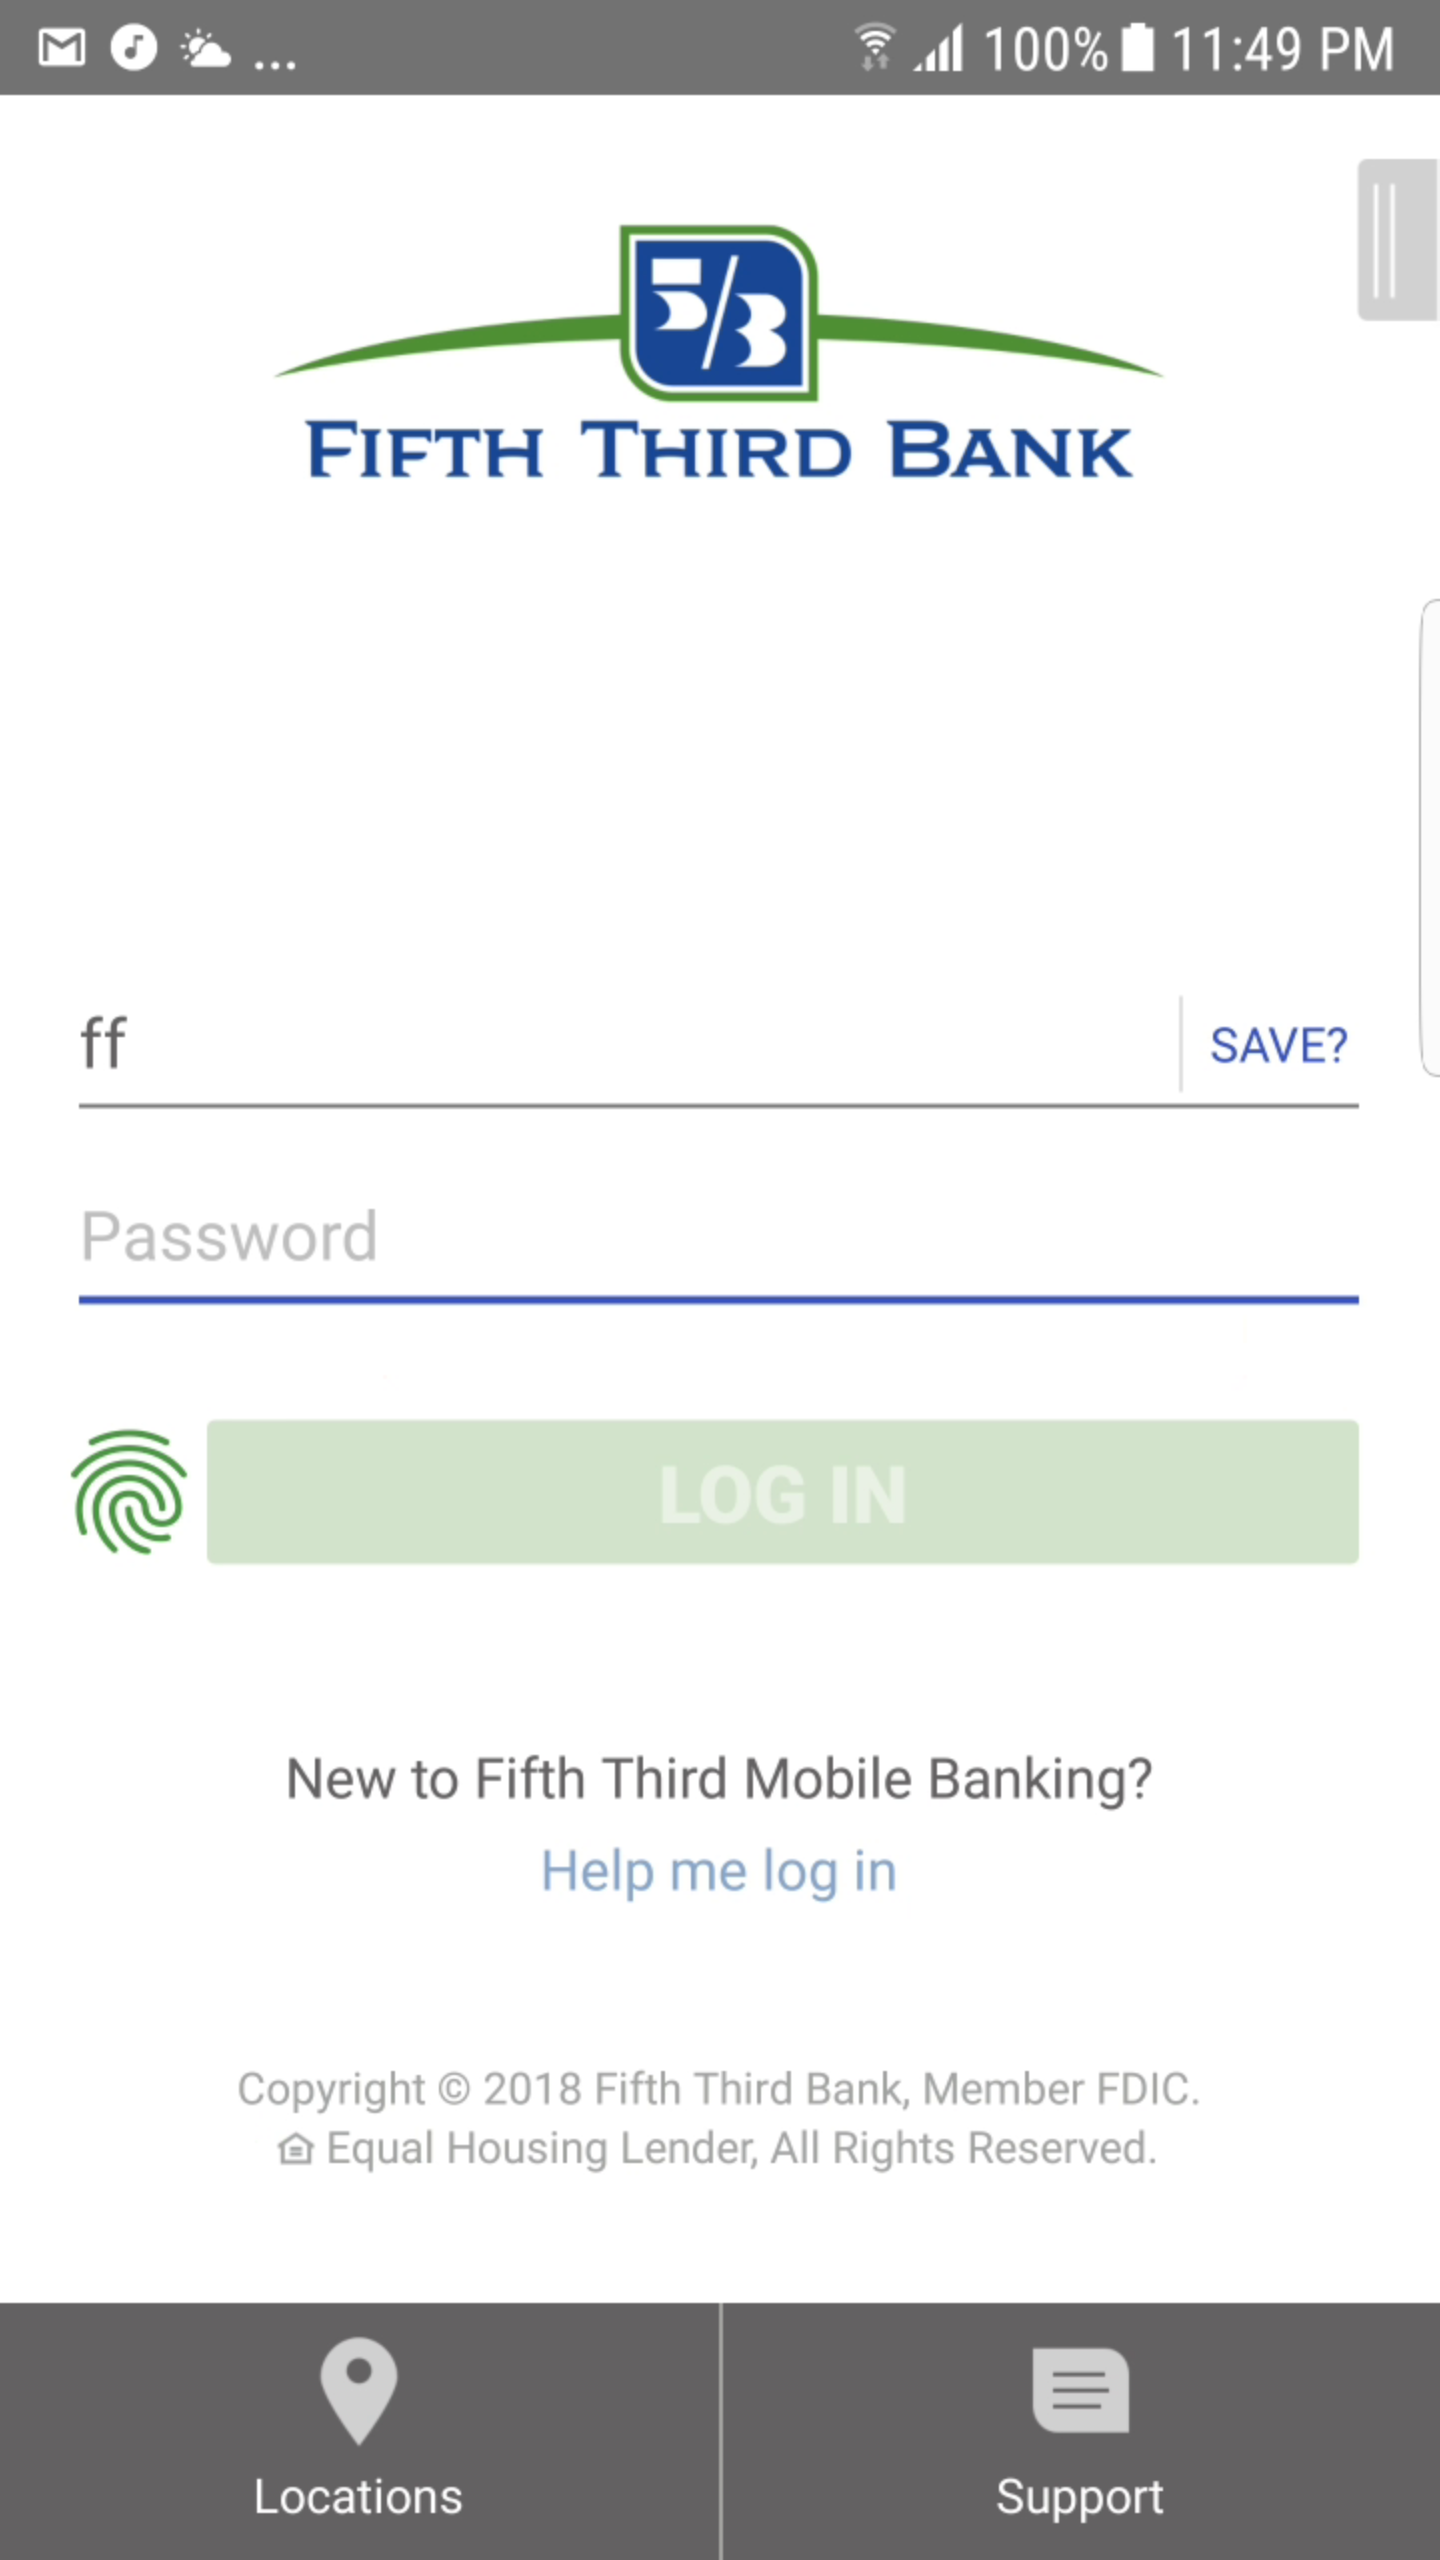 ... 100% 11:49 PM
5/3
FIFTH THIRD BANK
ff SAVE?
Password
LOG IN
New to Fifth Third Mobile Banking?
Help me log in
Copyright © 2018 Fifth Third Bank, Member FDIC.
Equal Housing Lender, All Rights Reserved.
Locations Support